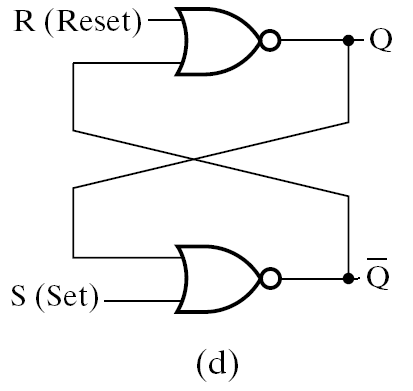 R (Reset)
Q
S (Set)
Q̅
(d)